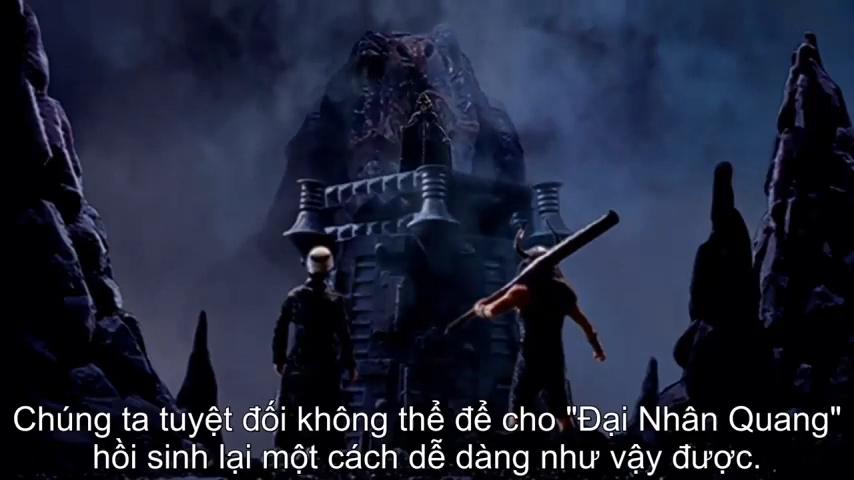 Chúng ta tuyệt đối không thể để cho "Đại Nhân Quang"
hồi sinh lại một cách dễ dàng như vậy được.